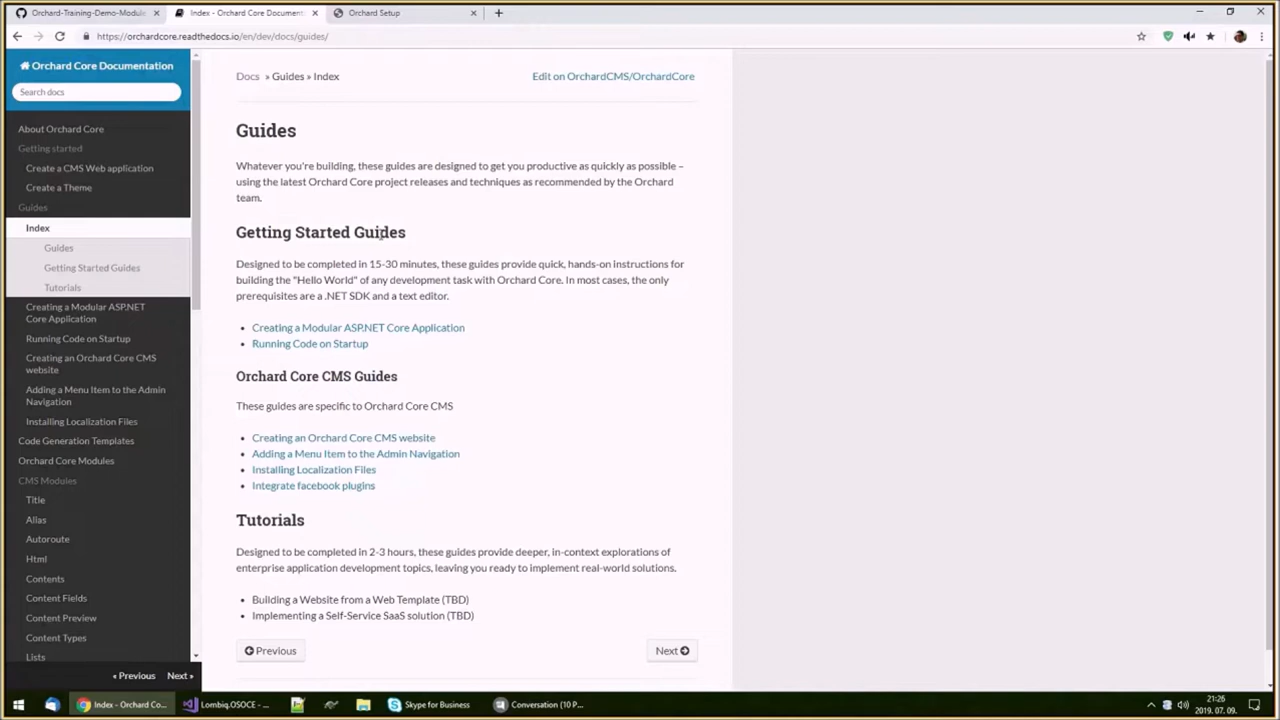 Orchard-Training-Demo-Module
Index - Orchard Core Documentat
Orchard Setup
https://orchardcore.readthedocs.io/en/dev/docs/guides/
Orchard Core Documentation
Search docs
About Orchard Core
Getting started
Create a CMS Web application
Create a Theme
Guides
Index
Guides
Getting Started Guides
Tutorials
Creating a Modular ASP.NET
Core Application
Running Code on Startup
Creating an Orchard Core CMS
website
Adding a Menu Item to the Admin
Navigation
Installing Localization Files
Code Generation Templates
Orchard Core Modules
CMS Modules
Title
Alias
Autoroute
Html
Contents
Content Fields
Content Preview
Content Types
Lists
« Previous Next »
Docs » Guides » Index
Edit on OrchardCMS/OrchardCore
Guides
Whatever you're building, these guides are designed to get you productive as quickly as possible –
using the latest Orchard Core project releases and techniques as recommended by the Orchard
team.
Getting Started Guides
Designed to be completed in 15-30 minutes, these guides provide quick, hands-on instructions for
building the "Hello World" of any development task with Orchard Core. In most cases, the only
prerequisites are a .NET SDK and a text editor.
• Creating a Modular ASP.NET Core Application
• Running Code on Startup
Orchard Core CMS Guides
These guides are specific to Orchard Core CMS
• Creating an Orchard Core CMS website
• Adding a Menu Item to the Admin Navigation
• Installing Localization Files
• Integrate facebook plugins
Tutorials
Designed to be completed in 2-3 hours, these guides provide deeper, in-context explorations of
enterprise application development topics, leaving you ready to implement real-world solutions.
• Building a Website from a Web Template (TBD)
• Implementing a Self-Service SaaS solution (TBD)
Previous
Next
Index - Orchard Co...
Lombiq.OSOCE - ...
Skype for Business
Conversation (10 P...
21:26
2019. 07. 09.